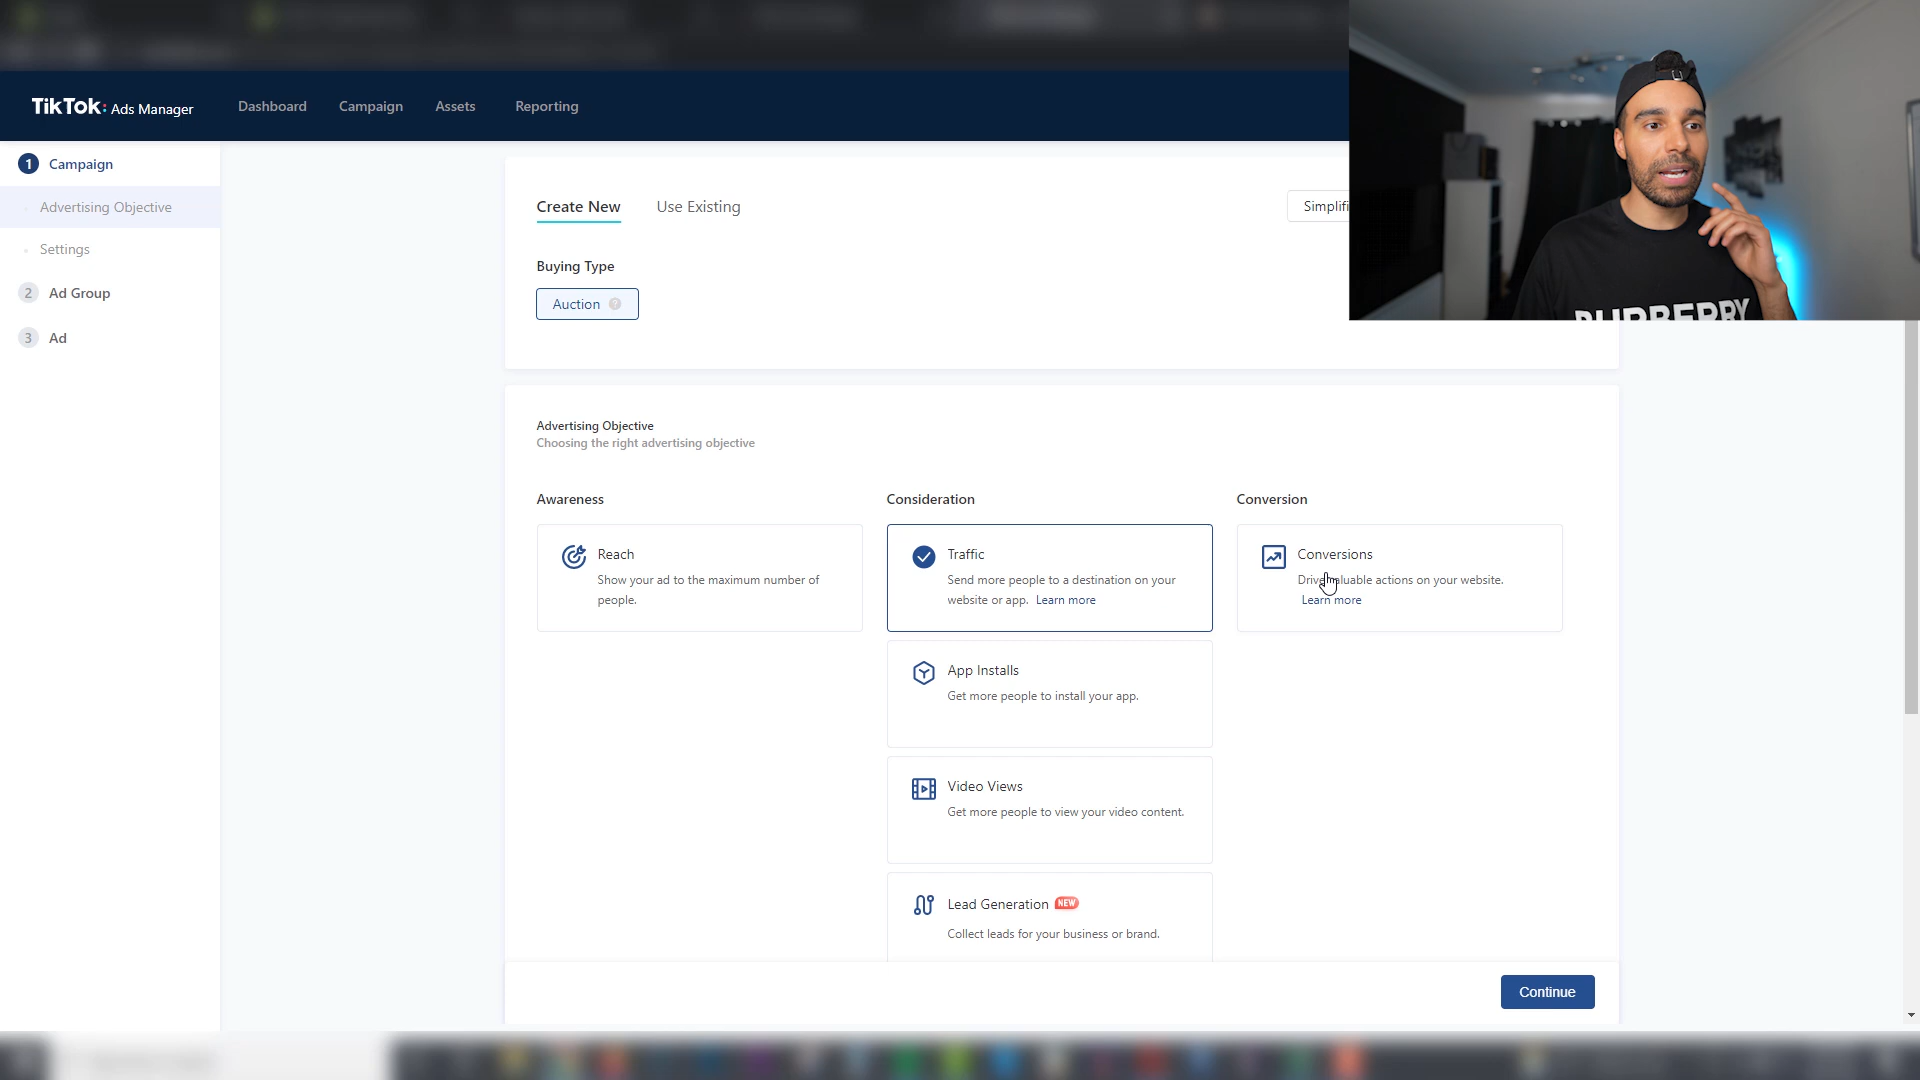 TikTok: Ads Manager
Dashboard
Campaign
Assets
Reporting
1 Campaign
Advertising Objective
Settings
2 Ad Group
3 Ad
Create New
Use Existing
Simplifi
Buying Type
Auction ?
Advertising Objective
Choosing the right advertising objective
Awareness
Reach
Show your ad to the maximum number of
people.
Consideration
Traffic
Send more people to a destination on your
website or app. Learn more
App Installs
Get more people to install your app.
Video Views
Get more people to view your video content.
Lead Generation NEW
Collect leads for your business or brand.
Conversion
Conversions
Drive valuable actions on your website.
Learn more
Continue
BURBERRY